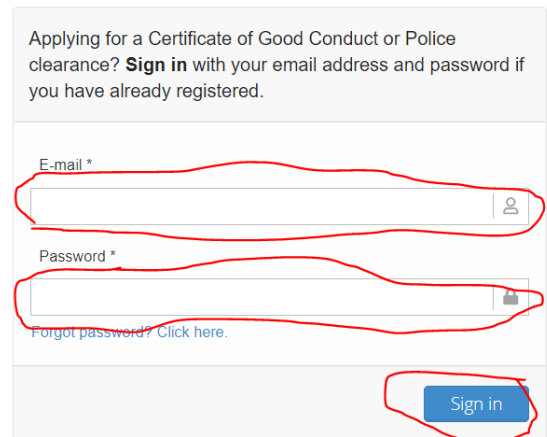 Applying for a Certificate of Good Conduct or Police
clearance? Sign in with your email address and password if
you have already registered.
E-mail *
Password *
Forgot password? Click here.
Sign in